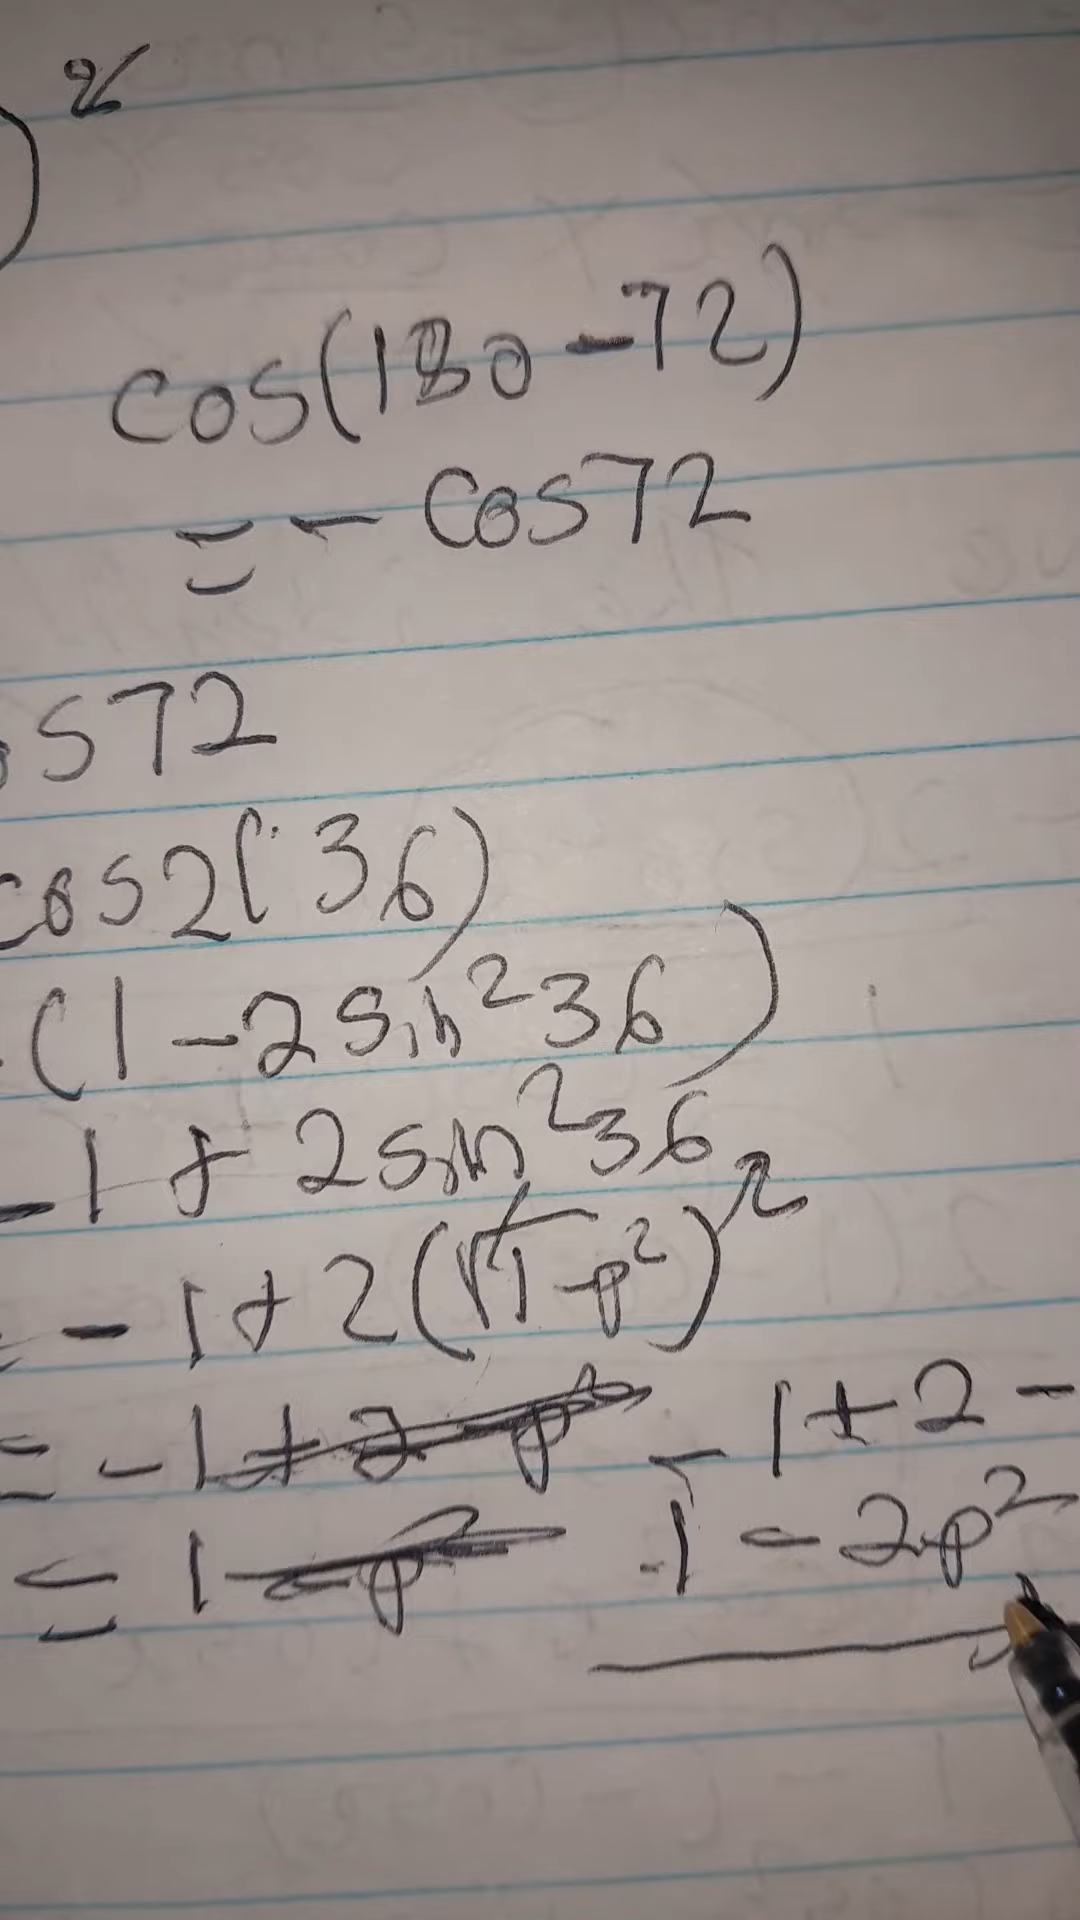 )²
cos(180-72)
= - cos72
os72
cos2(36)
-(1-2sin²36)
-1+2sin²36
= -1+2(√1-p²)²
= -1+2-p² -1+2-
= 1-p² 1-2p²